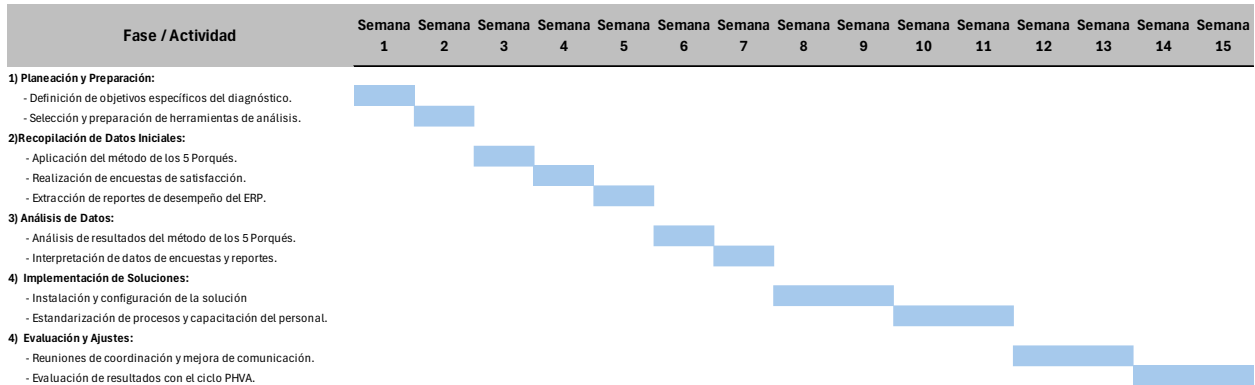 Fase / Actividad
Semana Semana Semana Semana Semana Semana Semana Semana Semana Semana Semana Semana Semana Semana Semana
1 2 3 4 5 6 7 8 9 10 11 12 13 14 15
1) Planeación y Preparación:
- Definición de objetivos específicos del diagnóstico.
- Selección y preparación de herramientas de análisis.
2)Recopilación de Datos Iniciales:
- Aplicación del método de los 5 Porqués.
- Realización de encuestas de satisfacción.
- Extracción de reportes de desempeño del ERP.
3) Análisis de Datos:
- Análisis de resultados del método de los 5 Porqués.
- Interpretación de datos de encuestas y reportes.
4) Implementación de Soluciones:
- Instalación y configuración de la solución
- Estandarización de procesos y capacitación del personal.
4) Evaluación y Ajustes:
- Reuniones de coordinación y mejora de comunicación.
- Evaluación de resultados con el ciclo PHVA.